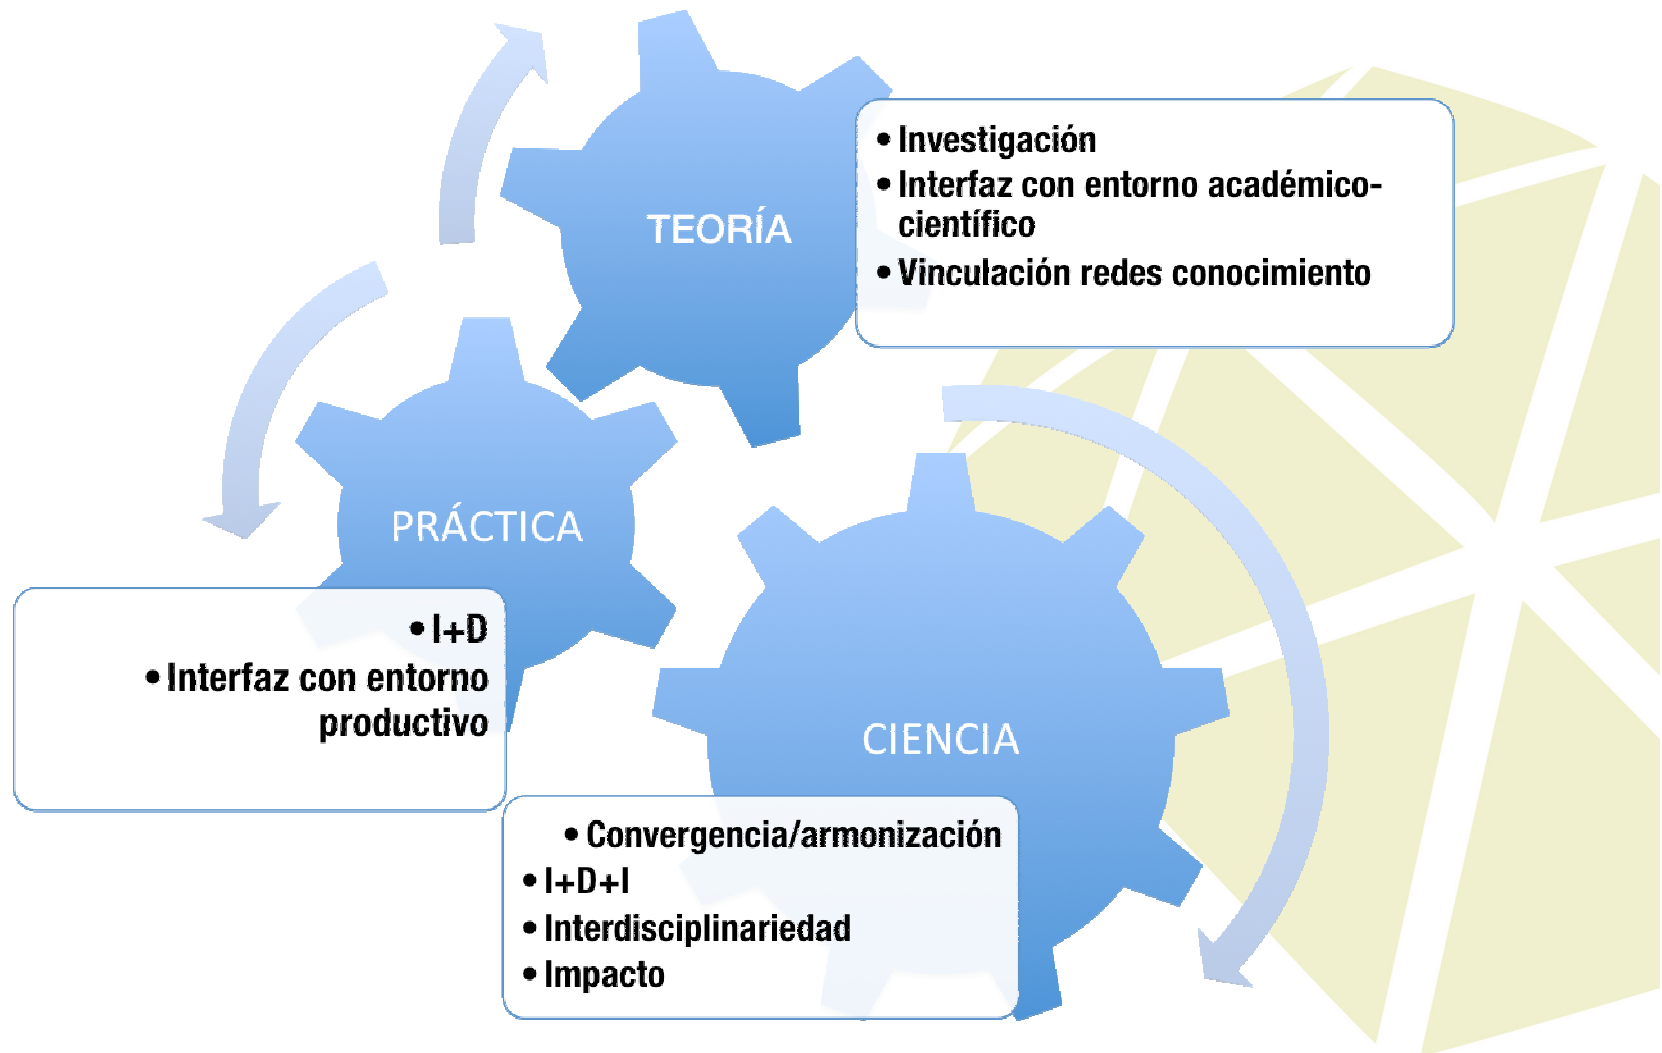 TEORÍA
• Investigación
• Interfaz con entorno académico-
científico
• Vinculación redes conocimiento
PRÁCTICA
• I+D
• Interfaz con entorno
productivo
CIENCIA
• Convergencia/armonización
• I+D+I
• Interdisciplinariedad
• Impacto